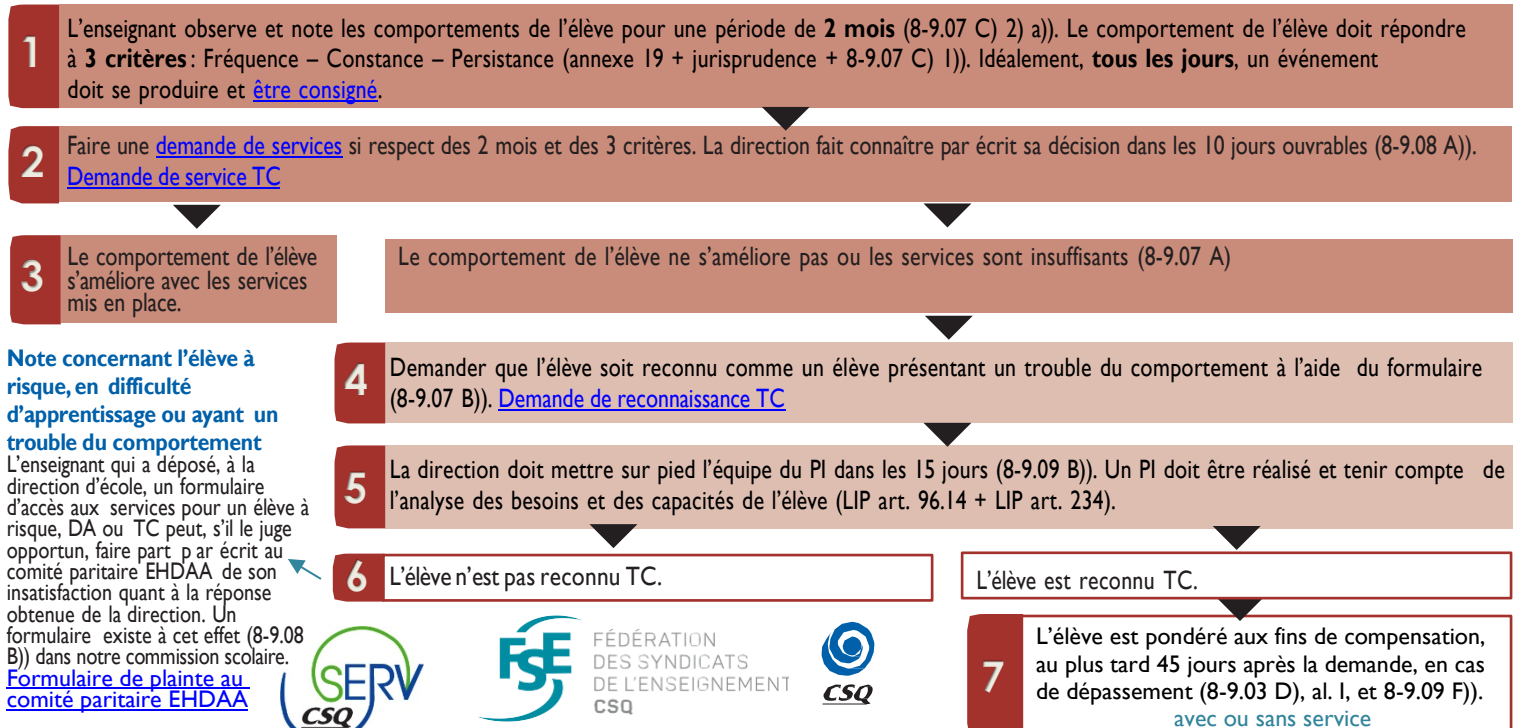 1
L'enseignant observe et note les comportements de l'élève pour une période de 2 mois (8-9.07 C) 2) a)). Le comportement de l'élève doit répondre
à 3 critères : Fréquence – Constance – Persistance (annexe 19 + jurisprudence + 8-9.07 C) 1)). Idéalement, tous les jours, un événement
doit se produire et être consigné.
2
Faire une demande de services si respect des 2 mois et des 3 critères. La direction fait connaître par écrit sa décision dans les 10 jours ouvrables (8-9.08 A)).
Demande de service TC
3
Le comportement de l'élève
s'améliore avec les services
mis en place.
Le comportement de l'élève ne s'améliore pas ou les services sont insuffisants (8-9.07 A)
Note concernant l'élève à
risque, en difficulté
d'apprentissage ou ayant un
trouble du comportement
L'enseignant qui a déposé, à la
direction d'école, un formulaire
d'accès aux services pour un élève à
risque, DA ou TC peut, s'il le juge
opportun, faire part p ar écrit au
comité paritaire EHDAA de son
insatisfaction quant à la réponse
obtenue de la direction. Un
formulaire existe à cet effet (8-9.08
B)) dans notre commission scolaire.
Formulaire de plainte au
comité paritaire EHDAA
4
Demander que l'élève soit reconnu comme un élève présentant un trouble du comportement à l'aide du formulaire
(8-9.07 B)). Demande de reconnaissance TC
5
La direction doit mettre sur pied l'équipe du PI dans les 15 jours (8-9.09 B)). Un PI doit être réalisé et tenir compte de
l'analyse des besoins et des capacités de l'élève (LIP art. 96.14 + LIP art. 234).
6
L'élève n'est pas reconnu TC.
L'élève est reconnu TC.
7
L'élève est pondéré aux fins de compensation,
au plus tard 45 jours après la demande, en cas
de dépassement (8-9.03 D), al. 1, et 8-9.09 F)).
avec ou sans service
SERV
CSQ
FSE
FÉDÉRATION
DES SYNDICATS
DE L'ENSEIGNEMENT
CSQ
CSQ